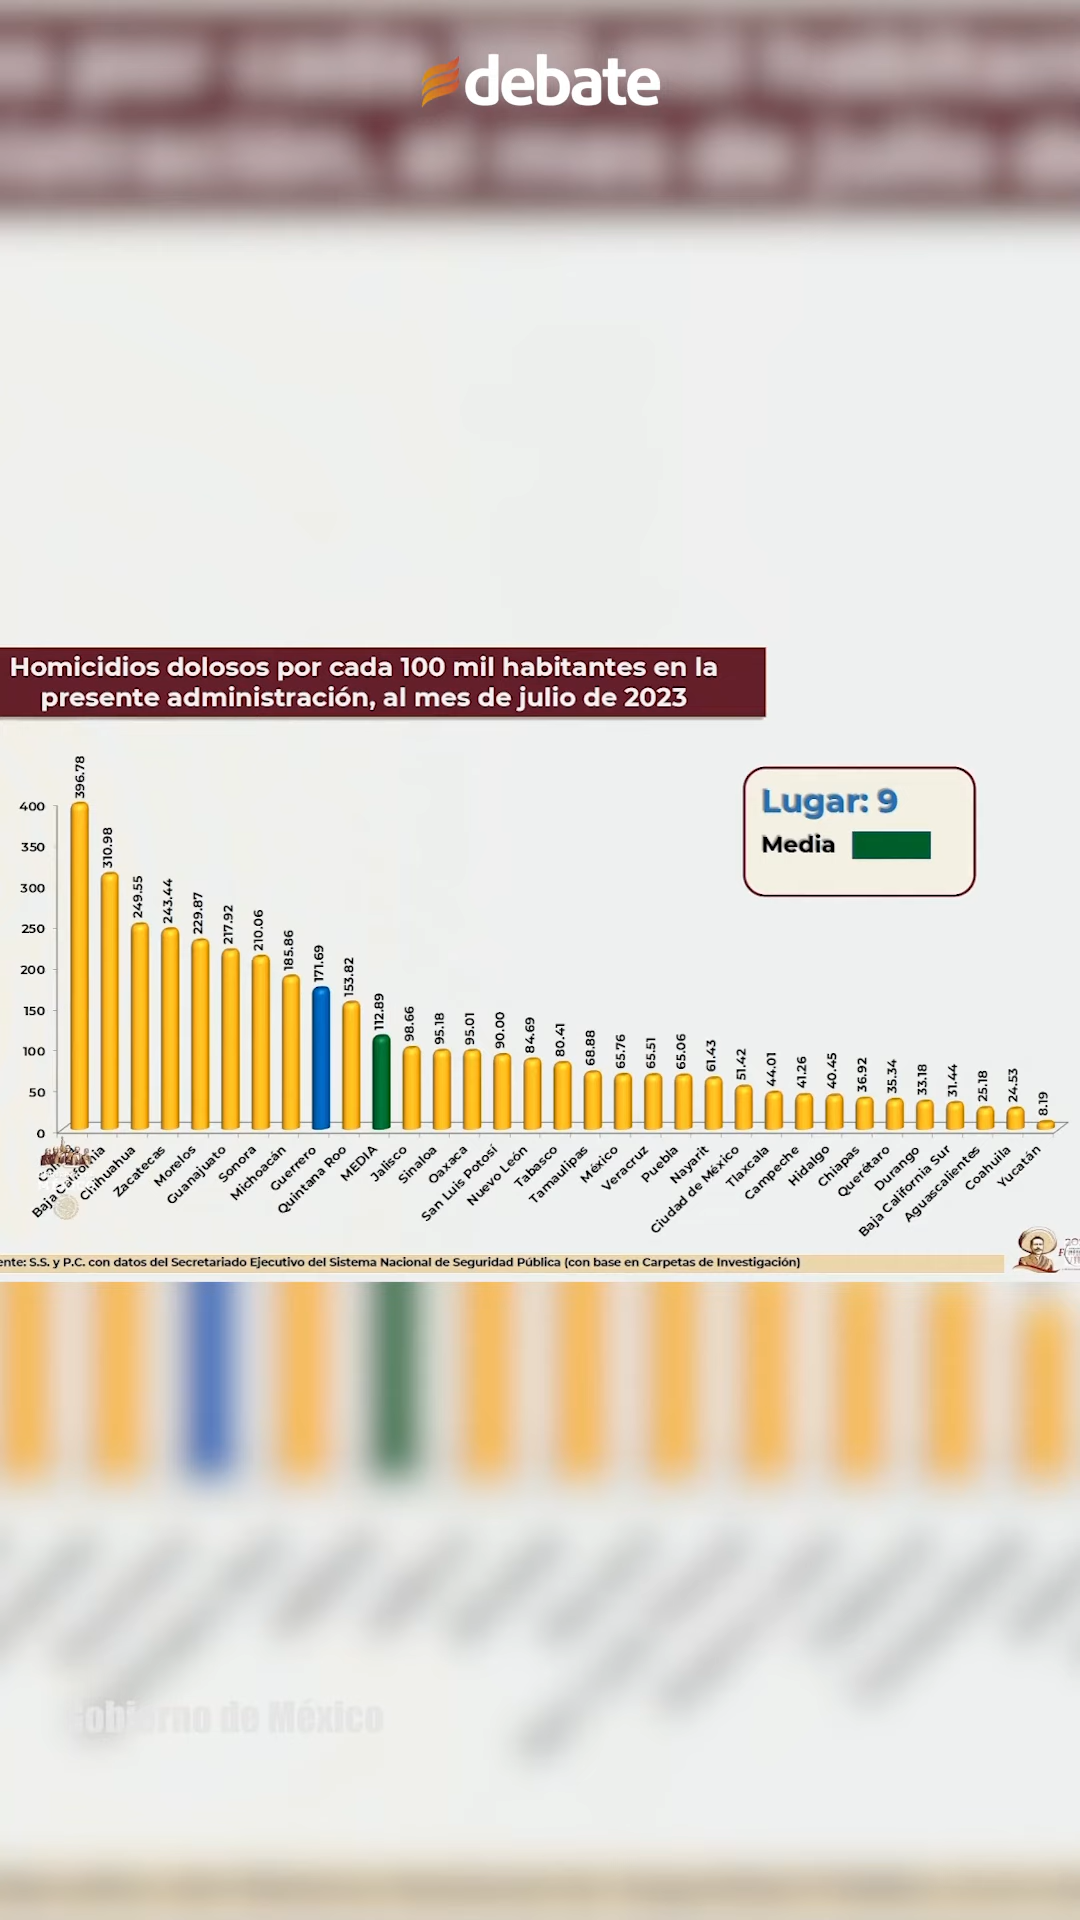 debate
Homicidios dolosos por cada 100 mil habitantes en la
presente administración, al mes de julio de 2023
Lugar: 9
Media
400
350
300
250
200
150
100
50
0
396.78
310.98
249.55
243.44
229.87
217.92
210.06
185.86
171.69
153.82
112.89
98.66
95.18
95.01
90.00
84.69
80.41
68.88
65.76
65.51
65.06
61.43
51.42
44.01
41.26
40.45
36.92
35.34
33.18
31.44
25.18
24.53
8.19
Chihuahua
Zacatecas
Morelos
Guanajuato
Sonora
Michoacán
Guerrero
Quintana Roo
MEDIA
Jalisco
Sinaloa
Oaxaca
San Luis Potosí
Nuevo León
Tabasco
Tamaulipas
México
Veracruz
Puebla
Nayarit
Ciudad de México
Tlaxcala
Campeche
Hidalgo
Chiapas
Querétaro
Durango
Baja California Sur
Aguascalientes
Coahuila
Yucatán
ente: S.S. y P.C. con datos del Secretariado Ejecutivo del Sistema Nacional de Seguridad Pública (con base en Carpetas de Investigación)
Gobierno de México